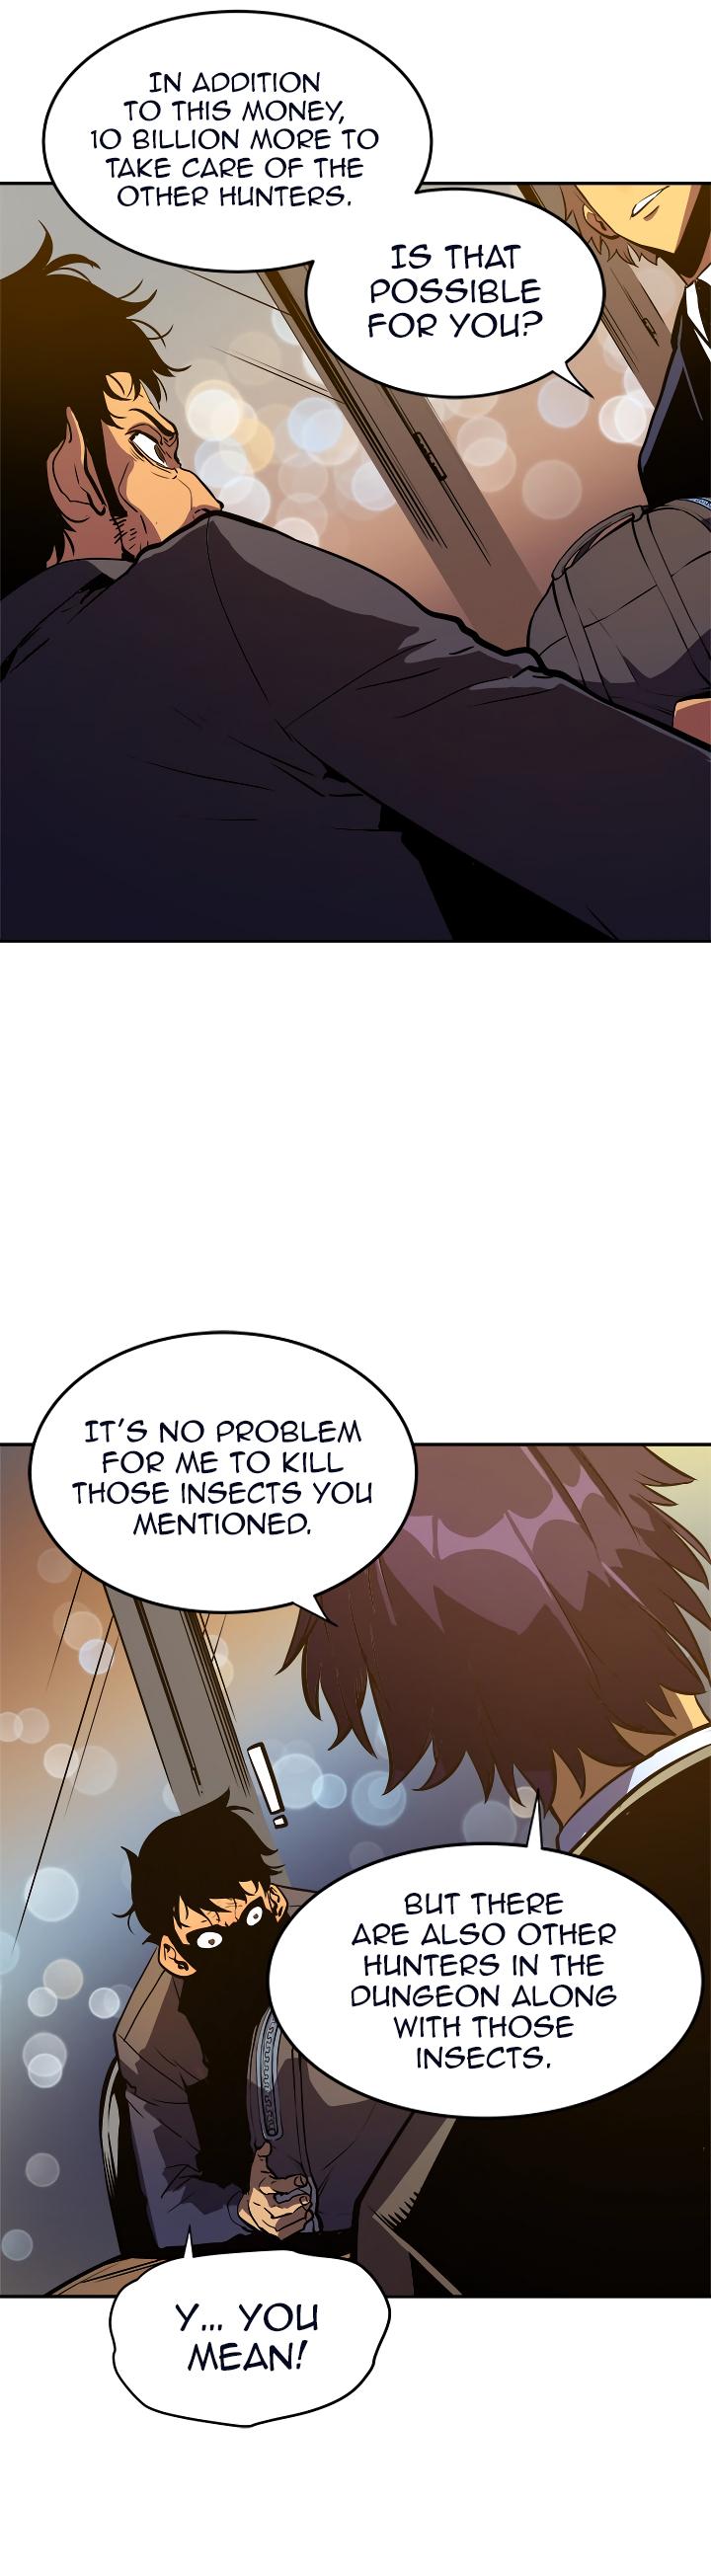 IN ADDITION
TO THIS MONEY,
10 BILLION MORE TO
TAKE CARE OF THE
OTHER HUNTERS.
IS THAT
POSSIBLE
FOR YOU?
IT'S NO PROBLEM
FOR ME TO KILL
THOSE INSECTS YOU
MENTIONED.
!
BUT THERE
ARE ALSO OTHER
HUNTERS IN THE
DUNGEON ALONG
WITH THOSE
INSECTS.
Y... YOU
MEAN!